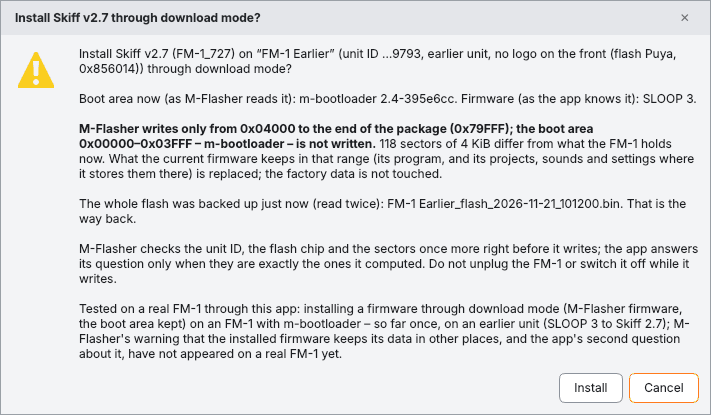 Install Skiff v2.7 through download mode?
Install Skiff v2.7 (FM-1_727) on "FM-1 Earlier" (unit ID ...9793, earlier unit, no logo on the front (flash Puya,
0x856014)) through download mode?
Boot area now (as M-Flasher reads it): m-bootloader 2.4-395e6cc. Firmware (as the app knows it): SLOOP 3.
M-Flasher writes only from 0x04000 to the end of the package (0x79FFF); the boot area
0x00000–0x03FFF – m-bootloader – is not written. 118 sectors of 4 KiB differ from what the FM-1 holds
now. What the current firmware keeps in that range (its program, and its projects, sounds and settings where
it stores them there) is replaced; the factory data is not touched.
The whole flash was backed up just now (read twice): FM-1 Earlier_flash_2026-11-21_101200.bin. That is the
way back.
M-Flasher checks the unit ID, the flash chip and the sectors once more right before it writes; the app answers
its question only when they are exactly the ones it computed. Do not unplug the FM-1 or switch it off while it
writes.
Tested on a real FM-1 through this app: installing a firmware through download mode (M-Flasher firmware,
the boot area kept) on an FM-1 with m-bootloader – so far once, on an earlier unit (SLOOP 3 to Skiff 2.7); M-
Flasher's warning that the installed firmware keeps its data in other places, and the app's second question
about it, have not appeared on a real FM-1 yet.
Install
Cancel